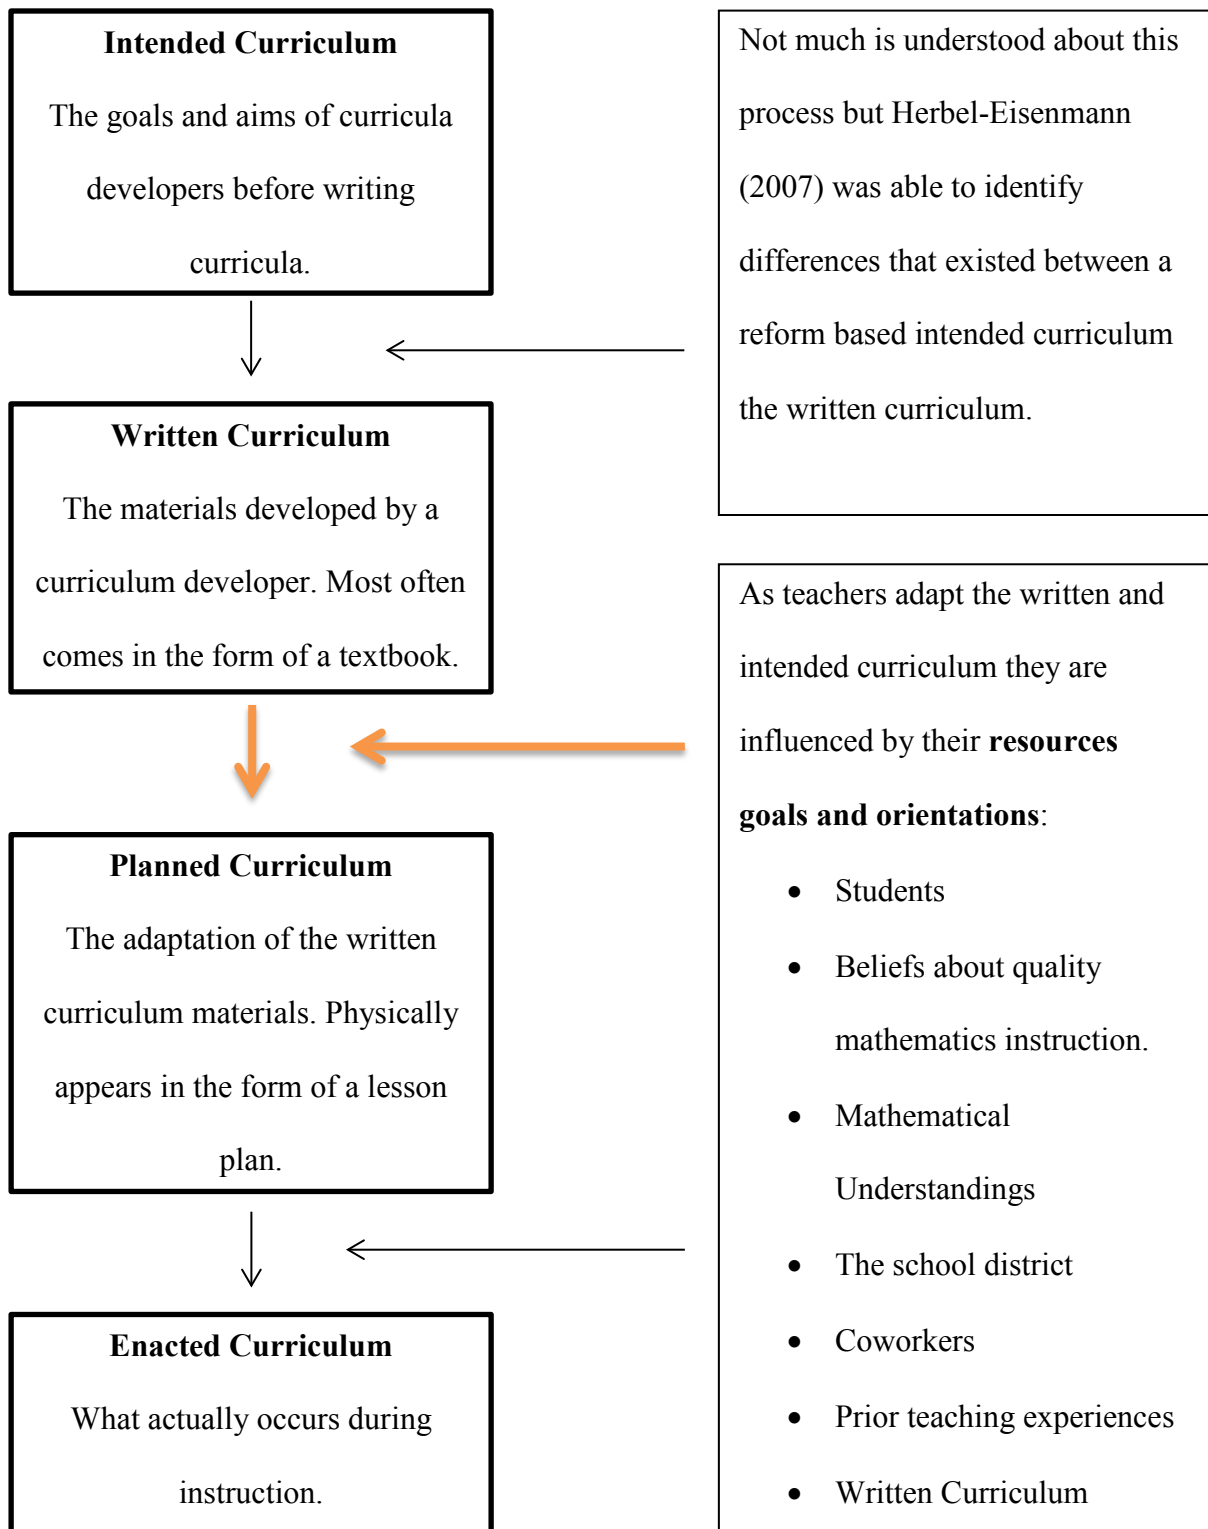 Intended Curriculum
The goals and aims of curricula
developers before writing
curricula.
Not much is understood about this
process but Herbel-Eisenmann
(2007) was able to identify
differences that existed between a
reform based intended curriculum
the written curriculum.
Written Curriculum
The materials developed by a
curriculum developer. Most often
comes in the form of a textbook.
As teachers adapt the written and
intended curriculum they are
influenced by their resources
goals and orientations:
• Students
• Beliefs about quality
mathematics instruction.
• Mathematical
Understandings
• The school district
• Coworkers
• Prior teaching experiences
• Written Curriculum
Planned Curriculum
The adaptation of the written
curriculum materials. Physically
appears in the form of a lesson
plan.
Enacted Curriculum
What actually occurs during
instruction.